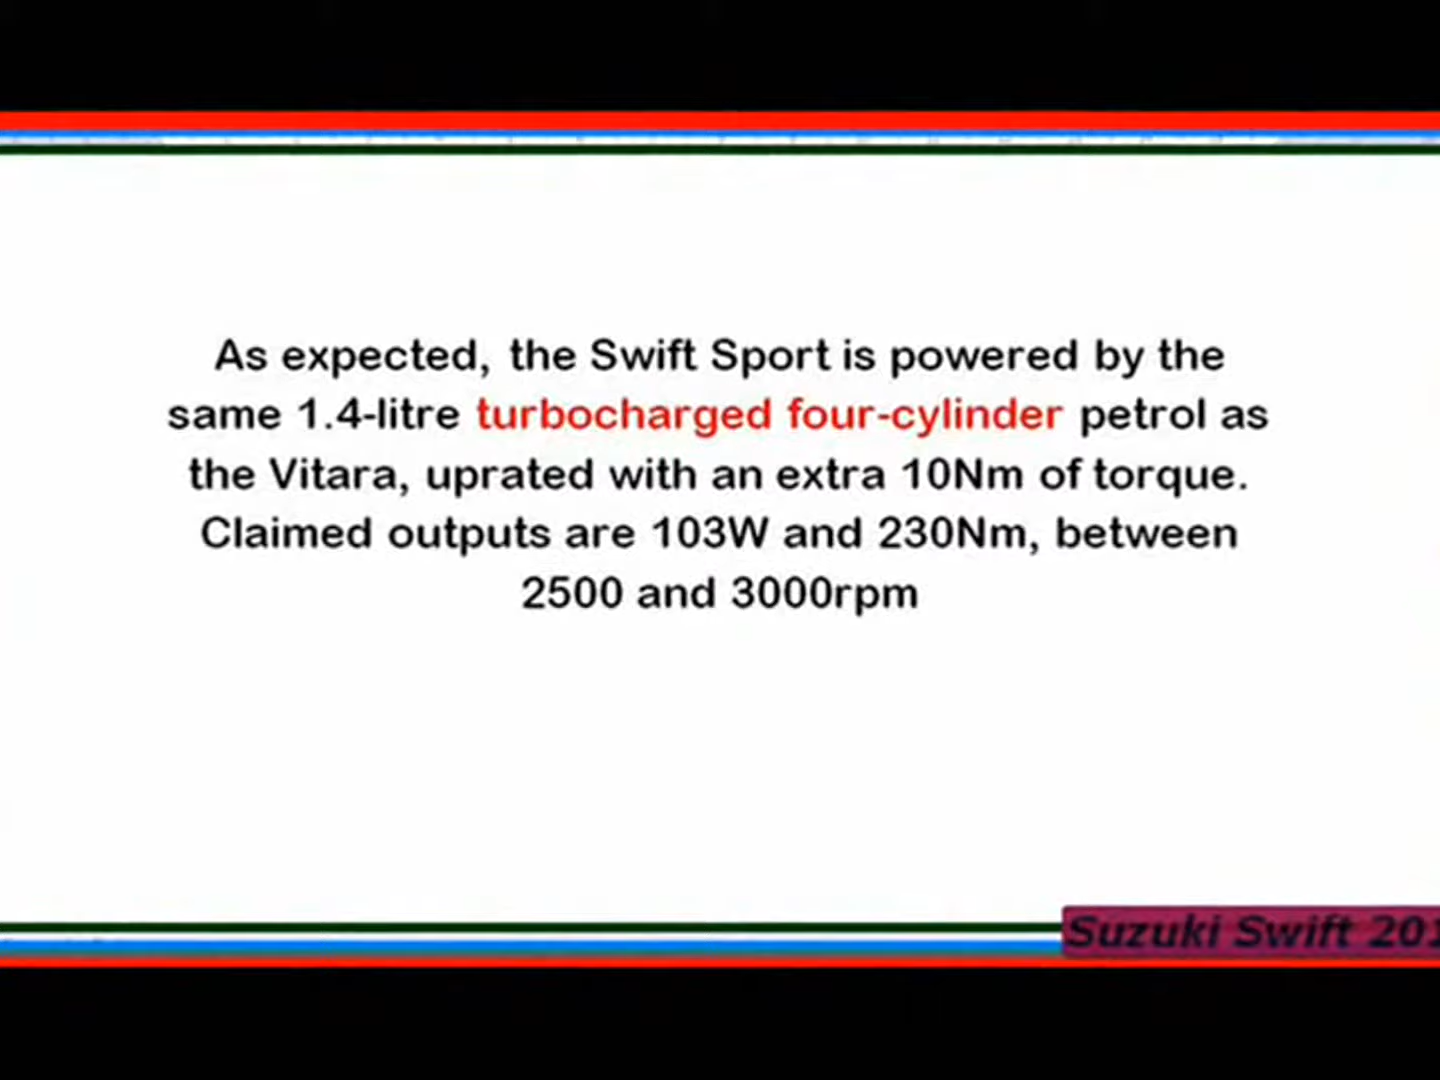 As expected, the Swift Sport is powered by the
same 1.4-litre turbocharged four-cylinder petrol as
the Vitara, uprated with an extra 10Nm of torque.
Claimed outputs are 103W and 230Nm, between
2500 and 3000rpm
Suzuki Swift 201